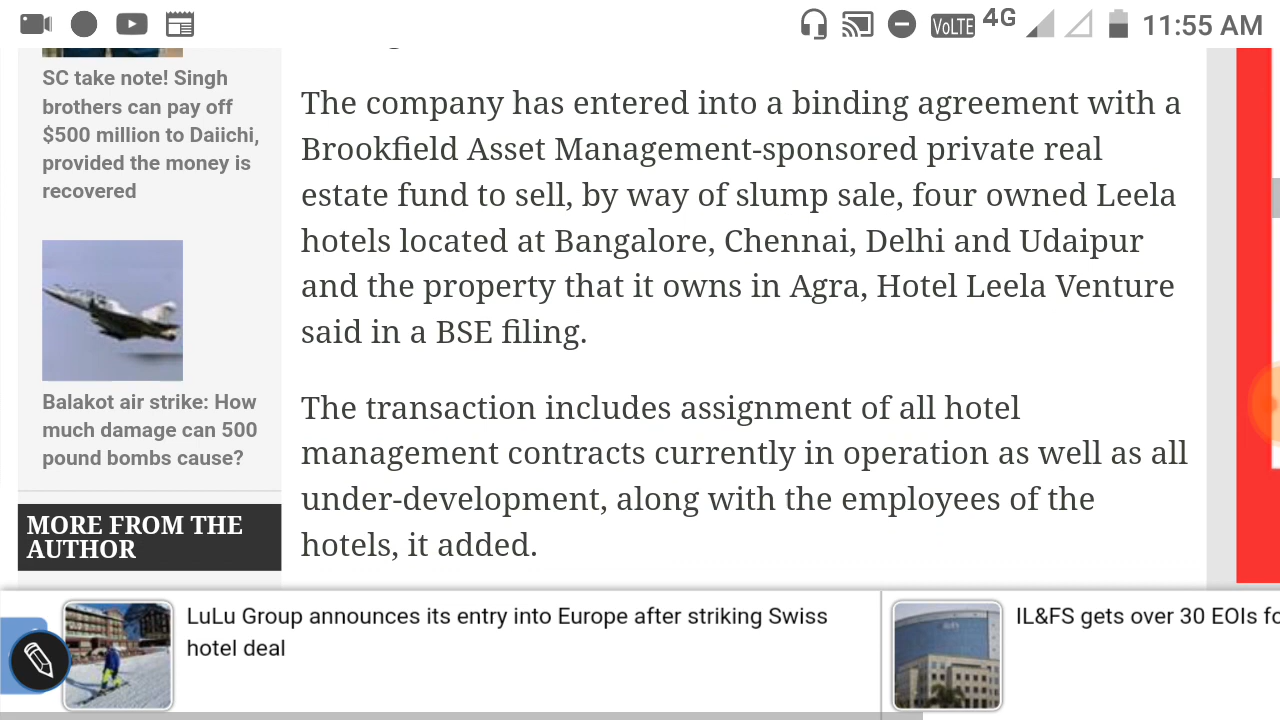 VoLTE 4G 11:55 AM
SC take note! Singh
brothers can pay off
$500 million to Daiichi,
provided the money is
recovered
Balakot air strike: How
much damage can 500
pound bombs cause?
MORE FROM THE
AUTHOR
The company has entered into a binding agreement with a
Brookfield Asset Management-sponsored private real
estate fund to sell, by way of slump sale, four owned Leela
hotels located at Bangalore, Chennai, Delhi and Udaipur
and the property that it owns in Agra, Hotel Leela Venture
said in a BSE filing.
The transaction includes assignment of all hotel
management contracts currently in operation as well as all
under-development, along with the employees of the
hotels, it added.
LuLu Group announces its entry into Europe after striking Swiss
hotel deal
IL&FS gets over 30 EOIs fo